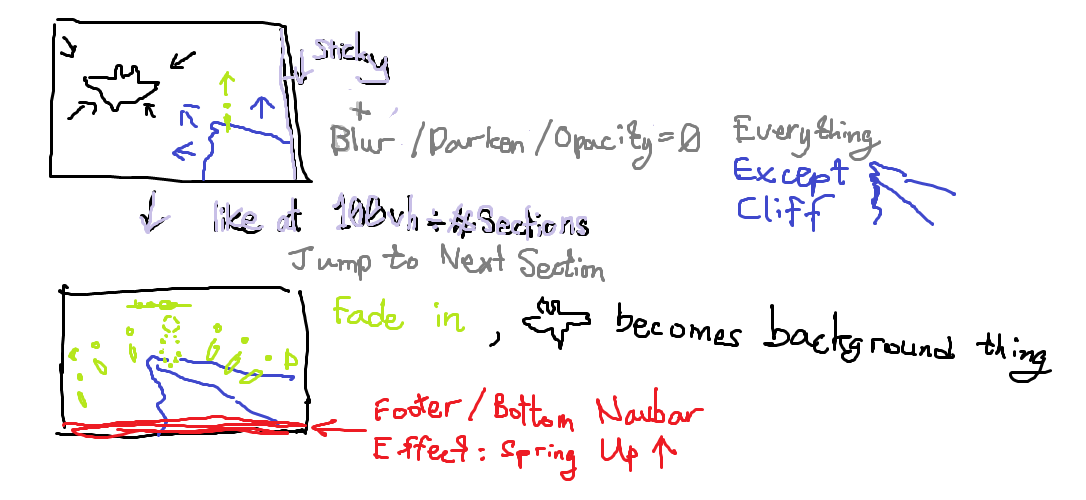 sticky
+
Blur / Darken / Opacity = 0 Everything
Except
Cliff
like at 100vh ÷ # Sections
Jump to Next Section
Fade in , becomes background thing
Footer / Bottom Navbar
Effect : Spring Up ↑